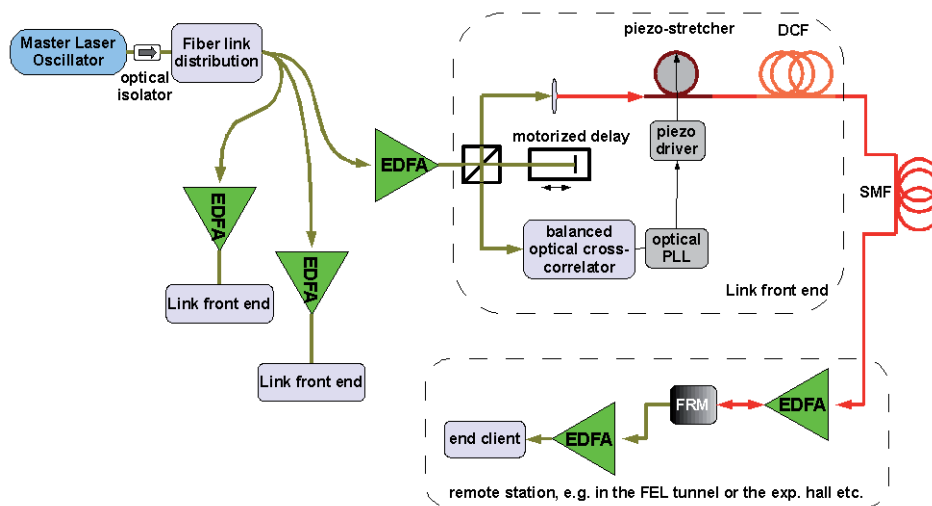 Master Laser
Oscillator
optical
isolator
Fiber link
distribution
EDFA
Link front end
EDFA
Link front end
EDFA
piezo-stretcher
DCF
motorized delay
piezo
driver
balanced
optical cross-
correlator
optical
PLL
Link front end
SMF
end client
EDFA
FRM
EDFA
remote station, e.g. in the FEL tunnel or the exp. hall etc.